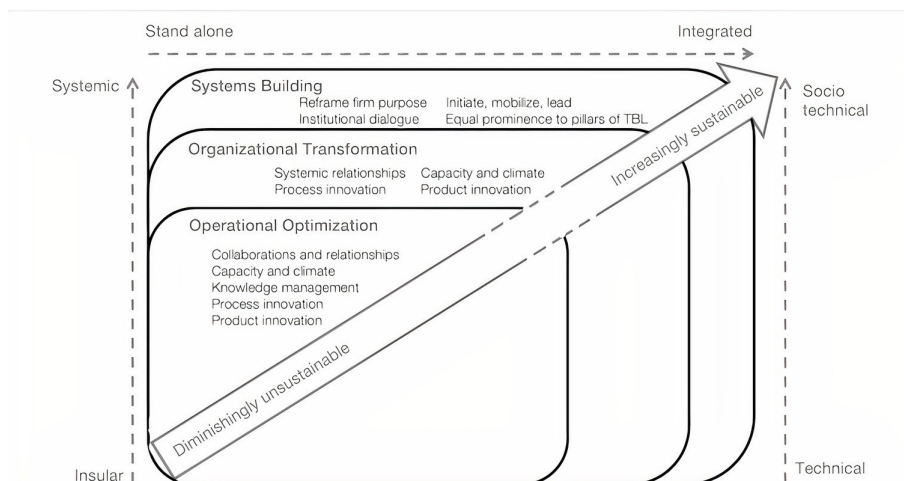 Stand alone
Integrated
Systemic
Socio
technical
Systems Building
Reframe firm purpose
Initiate, mobilize, lead
Institutional dialogue
Equal prominence to pillars of TBL
Increasingly sustainable
Organizational Transformation
Systemic relationships
Capacity and climate
Process innovation
Product innovation
Operational Optimization
Collaborations and relationships
Capacity and climate
Knowledge management
Process innovation
Product innovation
Diminishingly unsustainable
Insular
Technical